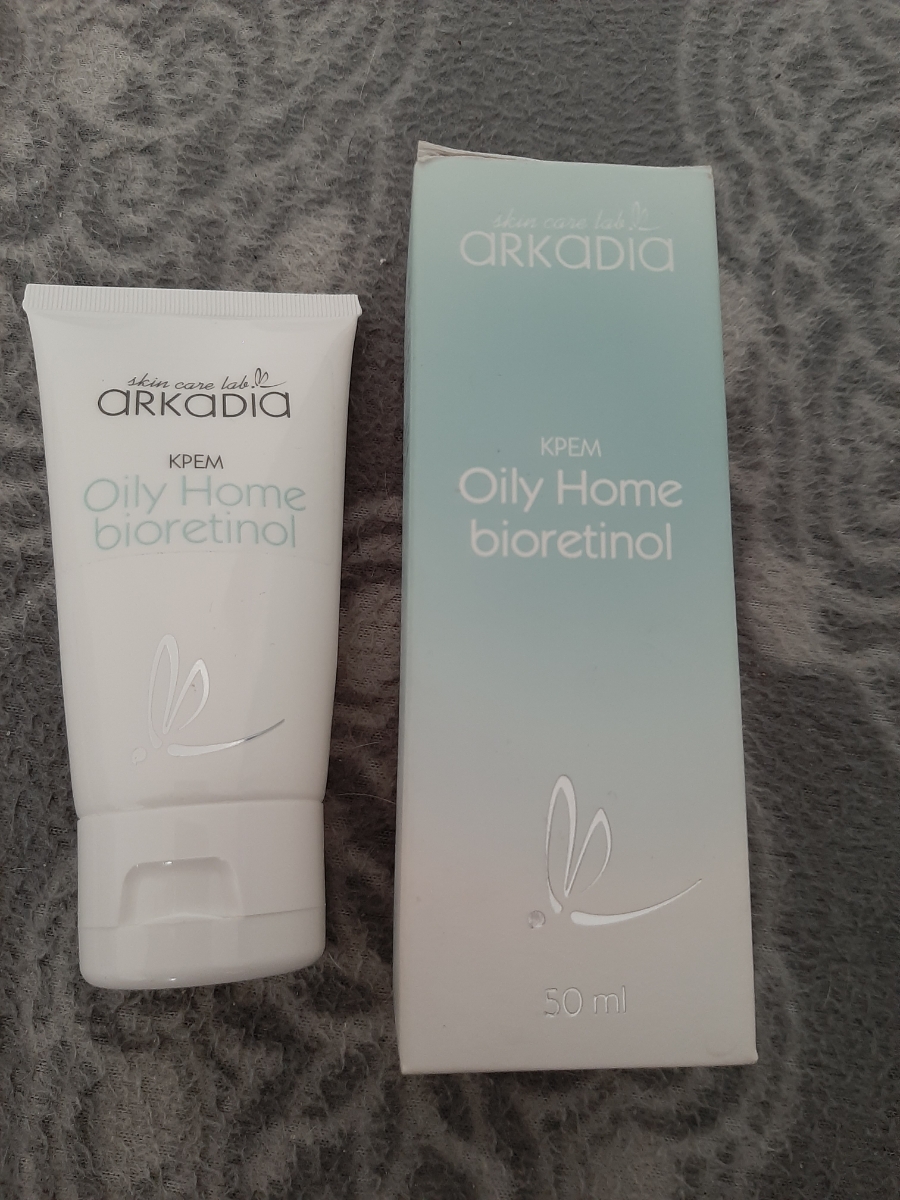 skin care lab
ARKADIA
КРЕМ
Oily Home
bioretinol
skin care lab
ARKADIA
КРЕМ
Oily Home
bioretinol
50 ml